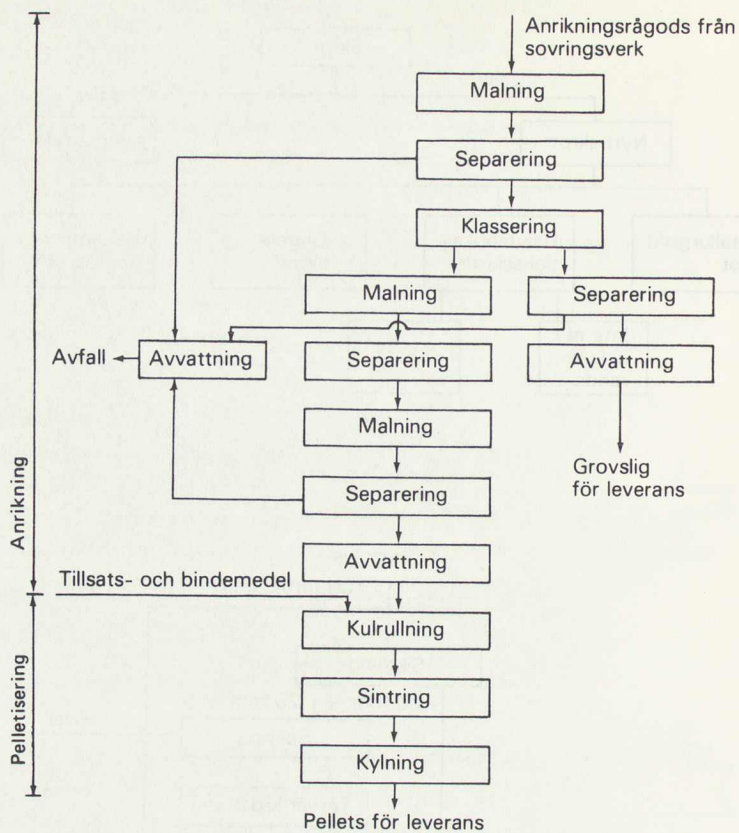 Anrikningsrågods från
sovringsverk
Malning
Separering
Klassering
Malning
Separering
Avfall
Avvattning
Separering
Avvattning
Malning
Grovslig
för leverans
Separering
Avvattning
Anrikning
Tillsats- och bindemedel
Kulrullning
Sintring
Kylning
Pelletisering
Pellets för leverans